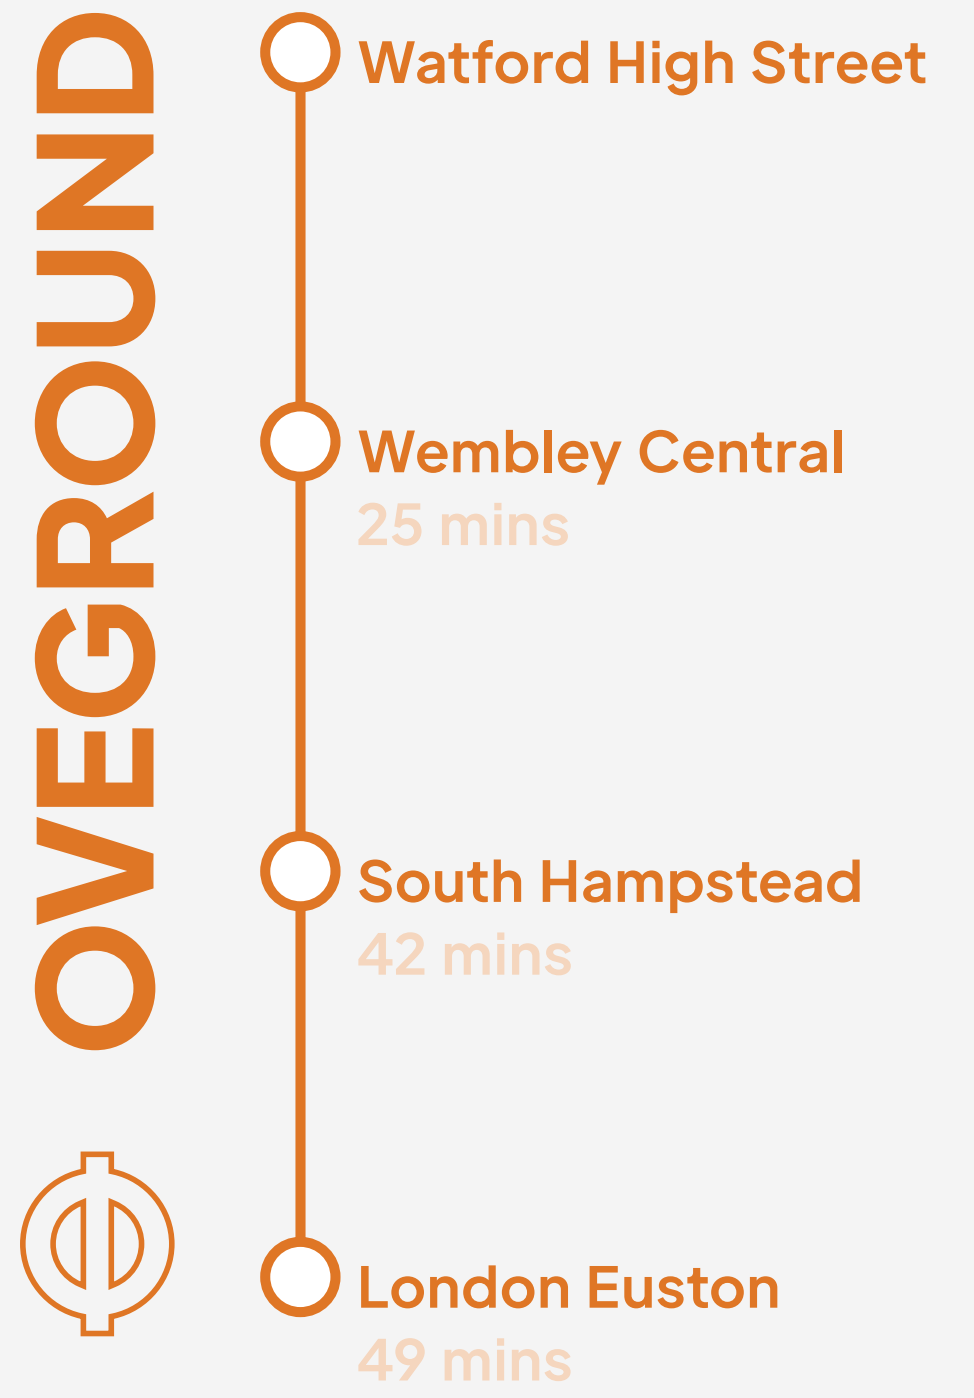 OVEGROUND
Watford High Street
Wembley Central
25 mins
South Hampstead
42 mins
London Euston
49 mins